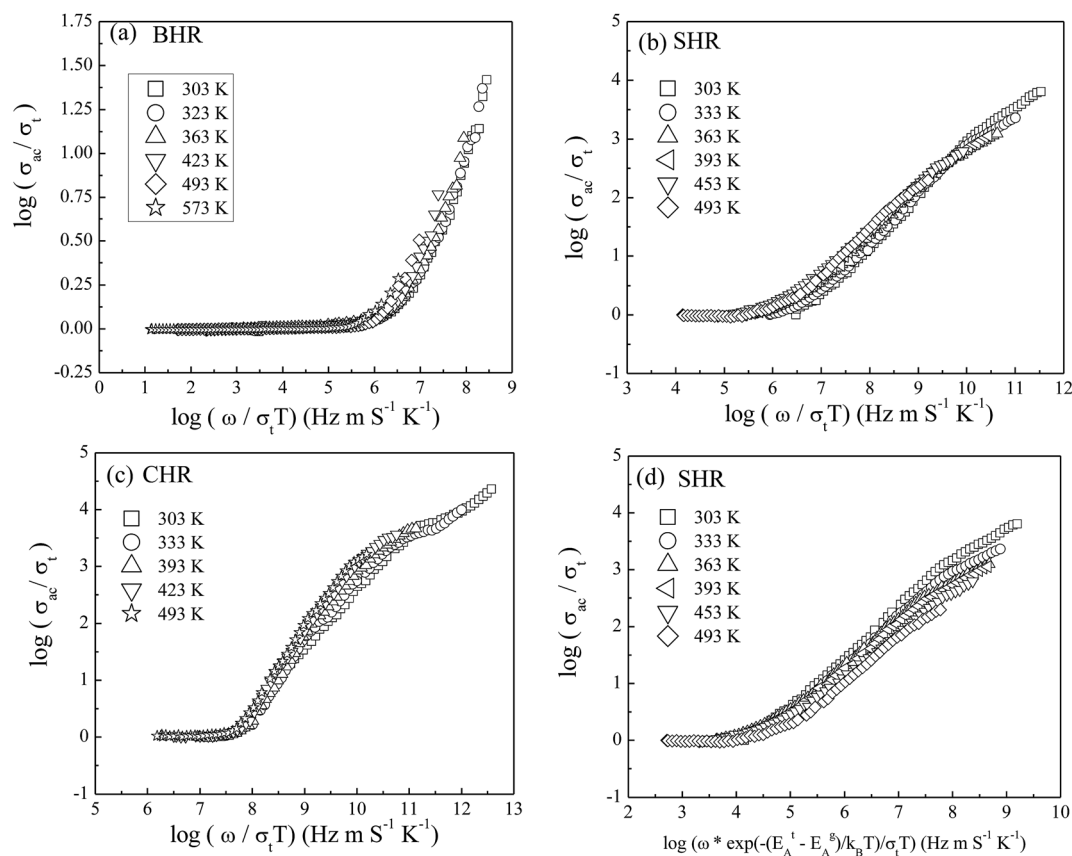 (a) BHR
303 K
323 K
363 K
423 K
493 K
573 K
1.75
1.50
1.25
1.00
0.75
0.50
0.25
0.00
-0.25
log ( σac / σt )
0 1 2 3 4 5 6 7 8 9
log ( ω / σtT) (Hz m S-1 K-1)
(b) SHR
303 K
333 K
363 K
393 K
453 K
493 K
5
4
3
2
1
0
-1
log ( σac / σt )
3 4 5 6 7 8 9 10 11 12
log ( ω / σtT) (Hz m S-1 K-1)
(c) CHR
303 K
333 K
393 K
423 K
493 K
5
4
3
2
1
0
-1
log ( σac / σt )
5 6 7 8 9 10 11 12 13
log ( ω / σtT) (Hz m S-1 K-1)
(d) SHR
303 K
333 K
363 K
393 K
453 K
493 K
5
4
3
2
1
0
-1
log ( σac / σt )
2 3 4 5 6 7 8 9 10
log (ω * exp(-(EAt - EAg)/kBT)/σtT) (Hz m S-1 K-1)